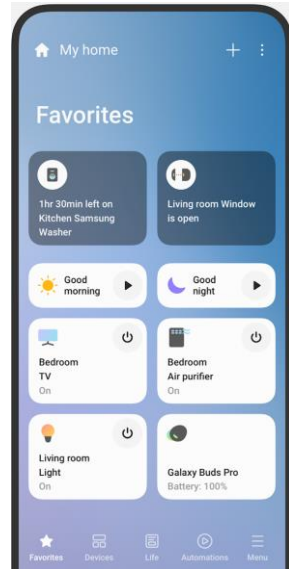 My home
Favorites
1hr 30min left on
Kitchen Samsung
Washer
Living room Window
is open
Good
morning
Good
night
Bedroom
TV
On
Bedroom
Air purifier
On
Living room
Light
On
Galaxy Buds Pro
Battery: 100%
Favorites
Devices
Life
Automations
Menu